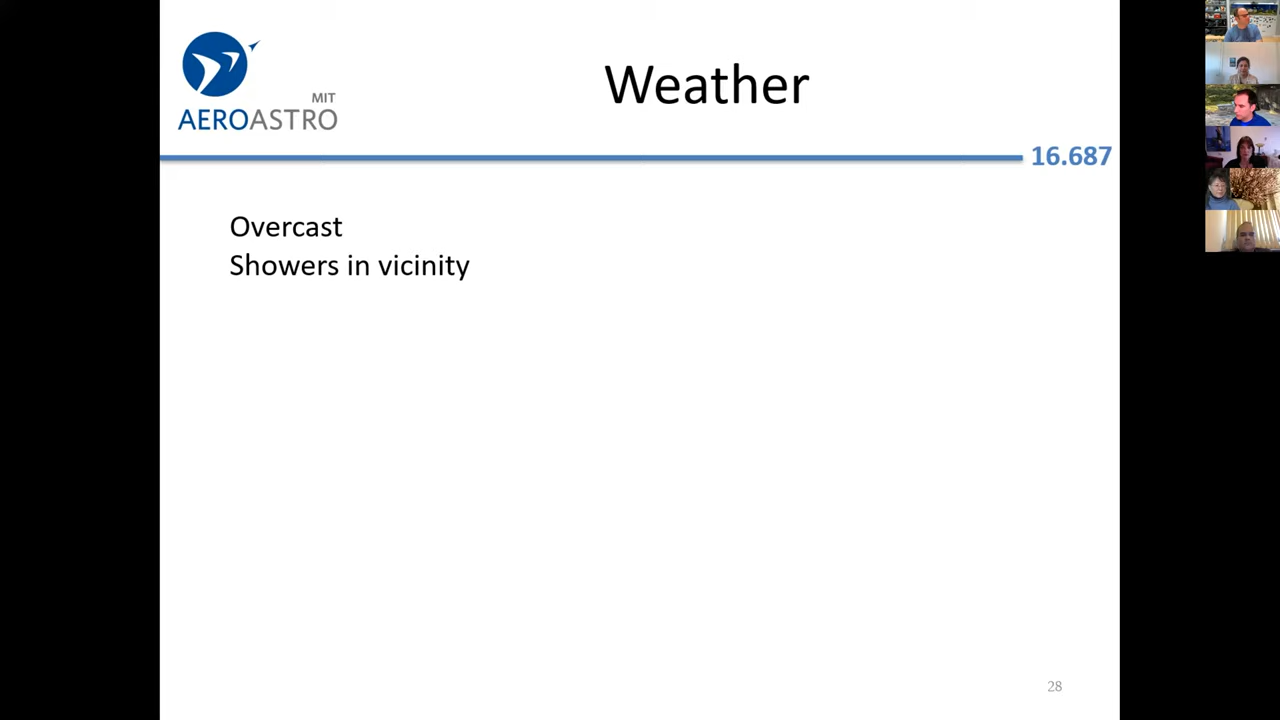 MIT
AEROASTRO
Weather
16.687
Overcast
Showers in vicinity
28